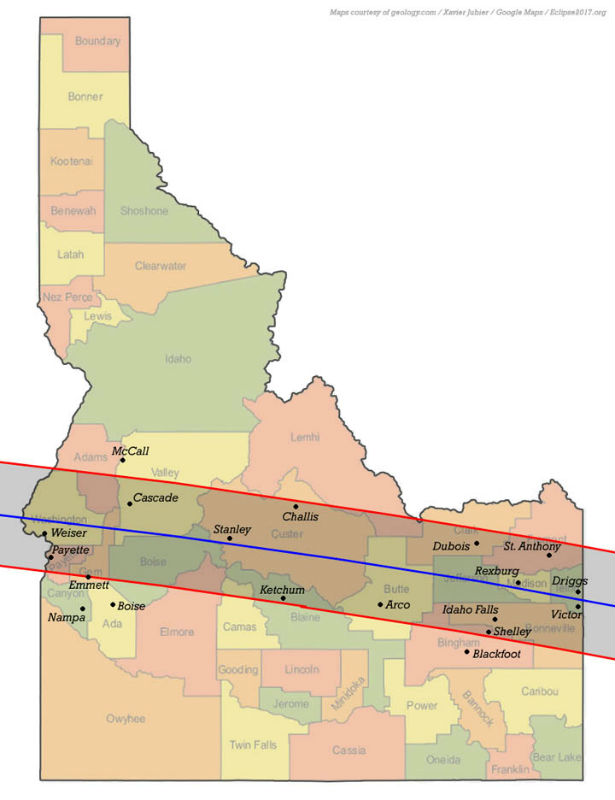 Maps courtesy of geology.com / Xavier Jubier / Google Maps / Eclipse2017.org
Boundary
Bonner
Kootenai
Benewah
Shoshone
Latah
Clearwater
Nez Perce
Lewis
Idaho
Lemhi
McCall
Adams
Valley
Cascade
Challis
Washington
Weiser
Stanley
Custer
Clark
Fremont
Dubois
St. Anthony
Payette
Boise
Rexburg
Gem
Jefferson
Madison
Driggs
Emmett
Ketchum
Butte
Canyon
Boise
Arco
Idaho Falls
Victor
Nampa
Ada
Blaine
Elmore
Camas
Shelley
Bonneville
Bingham
Blackfoot
Gooding
Lincoln
Minidoka
Caribou
Jerome
Power
Bannock
Owyhee
Twin Falls
Cassia
Oneida
Bear Lake
Franklin